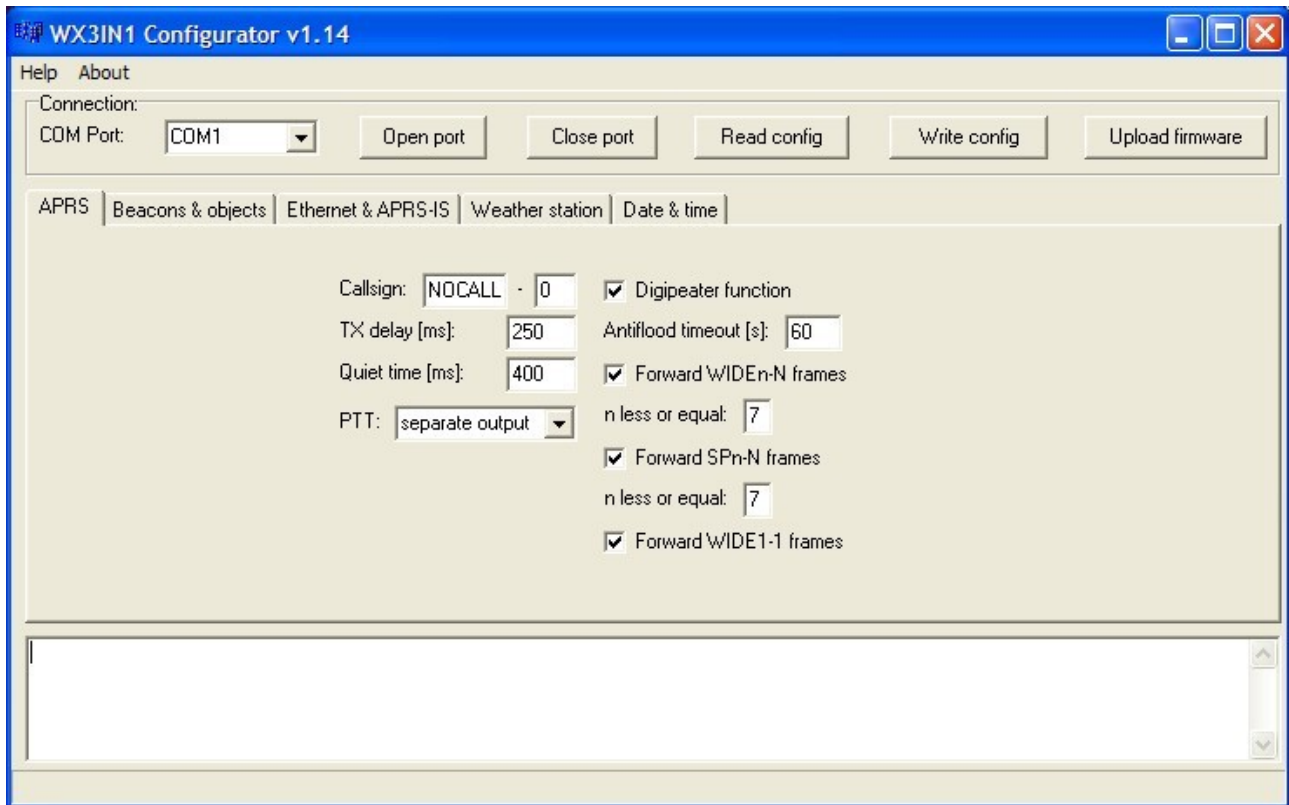 WX3IN1 Configurator v1.14
Help About
Connection:
COM Port: COM1 Open port Close port Read config Write config Upload firmware
APRS Beacons & objects Ethernet & APRS-IS Weather station Date & time
Callsign: NOCALL - 0 Digipeater function
TX delay [ms]: 250 Antiflood timeout [s]: 60
Quiet time [ms]: 400 Forward WIDEn-N frames
PTT: separate output n less or equal: 7
Forward SPn-N frames
n less or equal: 7
Forward WIDE1-1 frames